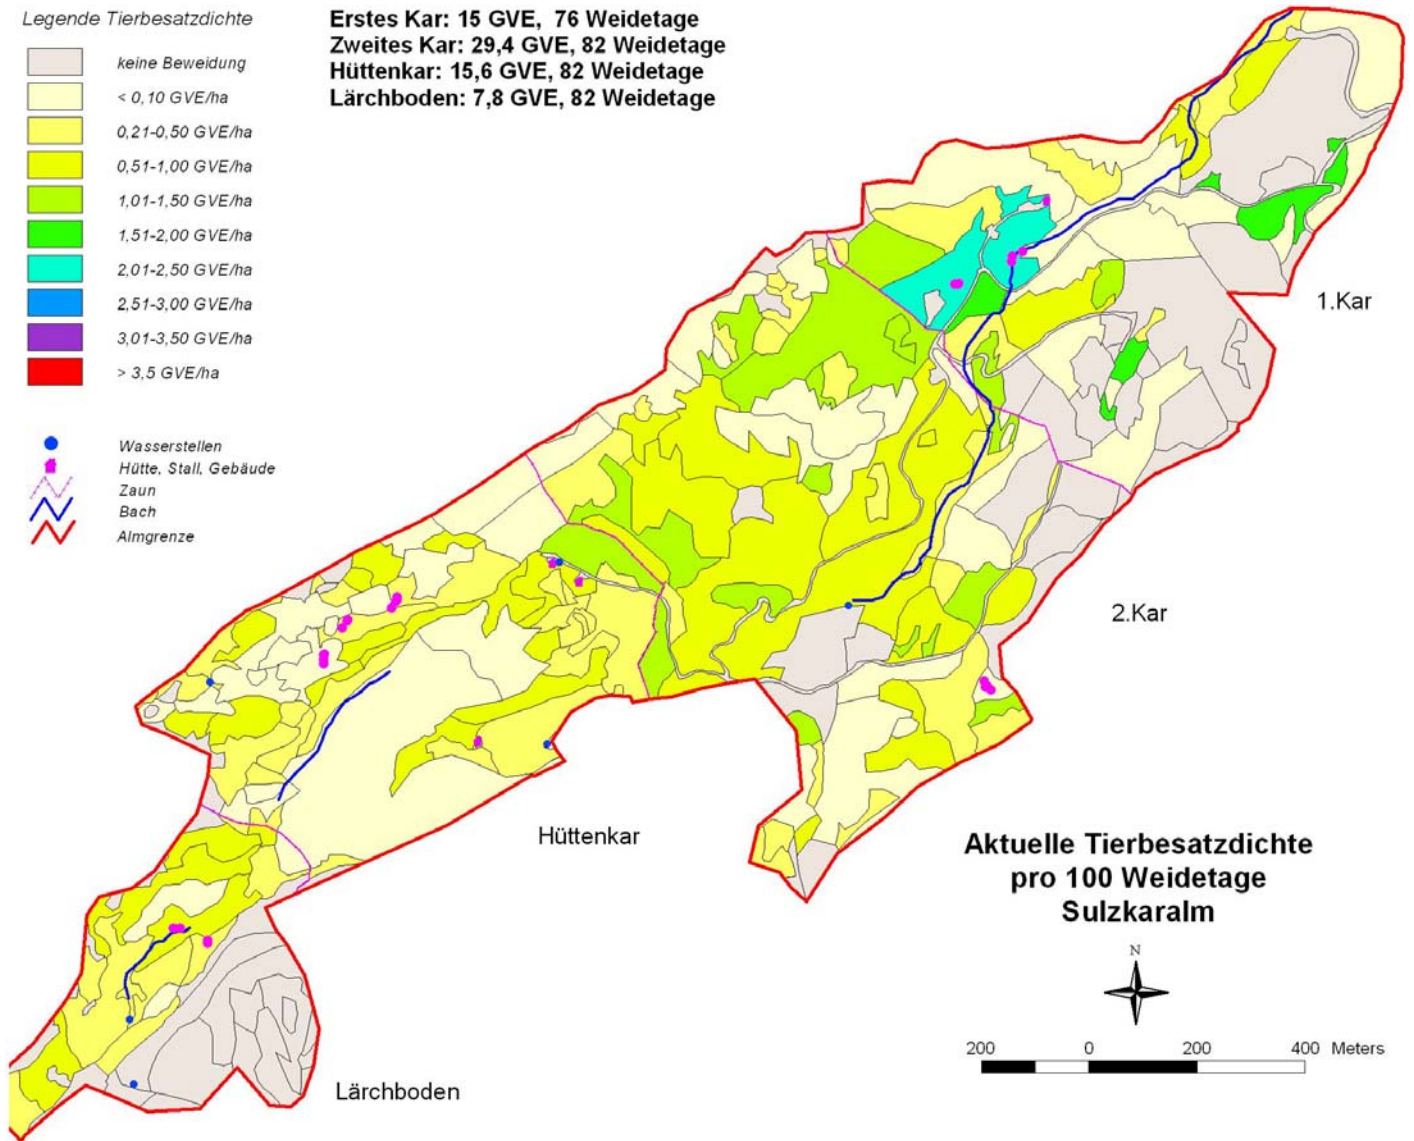 Legende Tierbesatzdichte
keine Beweidung
< 0,10 GVE/ha
0,21-0,50 GVE/ha
0,51-1,00 GVE/ha
1,01-1,50 GVE/ha
1,51-2,00 GVE/ha
2,01-2,50 GVE/ha
2,51-3,00 GVE/ha
3,01-3,50 GVE/ha
> 3,5 GVE/ha
Wasserstellen
Hütte, Stall, Gebäude
Zaun
Bach
Almgrenze
Erstes Kar: 15 GVE, 76 Weidetage
Zweites Kar: 29,4 GVE, 82 Weidetage
Hüttenkar: 15,6 GVE, 82 Weidetage
Lärchboden: 7,8 GVE, 82 Weidetage
1.Kar
2.Kar
Hüttenkar
Lärchboden
Aktuelle Tierbesatzdichte
pro 100 Weidetage
Sulzkaralm
N
200 0 200 400 Meters